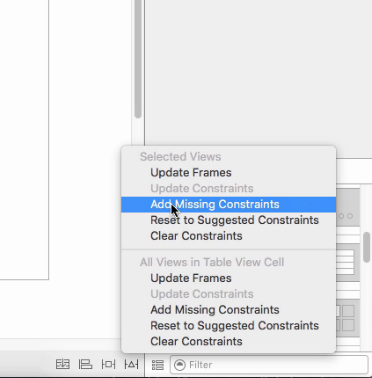 Selected Views
Update Frames
Update Constraints
Add Missing Constraints
Reset to Suggested Constraints
Clear Constraints
All Views in Table View Cell
Update Frames
Update Constraints
Add Missing Constraints
Reset to Suggested Constraints
Clear Constraints
Filter